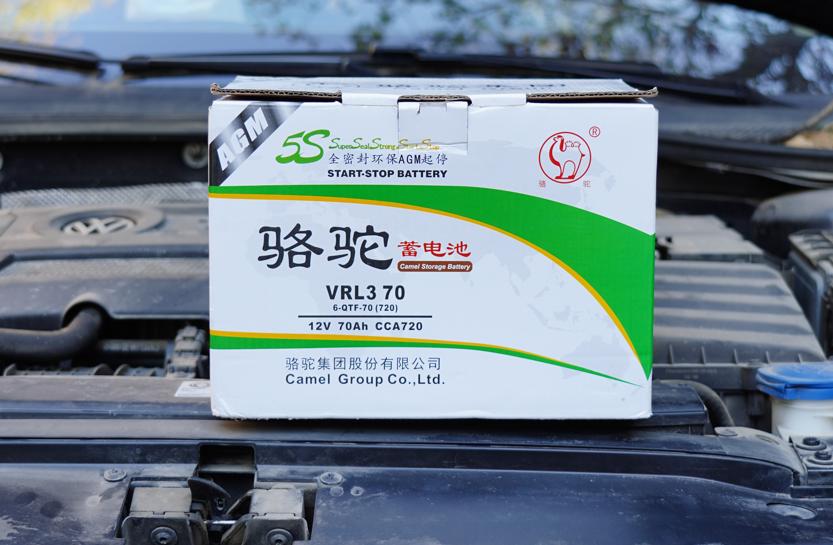 AGM
5S SuperSealStrongStartStop
全密封环保AGM起停
START-STOP BATTERY
®
骆 驼
骆驼 蓄电池
Camel Storage Battery
VRL3 70
6-QTF-70 (720)
12V 70Ah CCA720
骆驼集团股份有限公司
Camel Group Co.,Ltd.